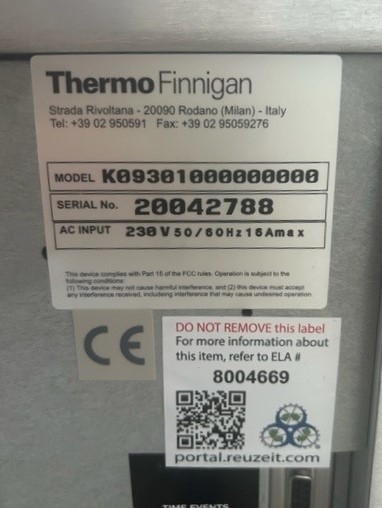 Thermo Finnigan
Strada Rivoltana - 20090 Rodano (Milan) - Italy
Tel: +39 02 950591 Fax: +39 02 95059276
MODEL K09301000000000
SERIAL No. 20042788
AC INPUT 230 V 50/60Hz 16Amax
This device complies with Part 15 of the FCC rules. Operation is subject to the
following conditions:
(1) This device may not cause harmful interference, and (2) this device must accept
any interference received, including interference that may cause undesired operation.
CE
DO NOT REMOVE this label
For more information about
this item, refer to ELA #
8004669
portal.reuzeit.com
TIME EVENTS